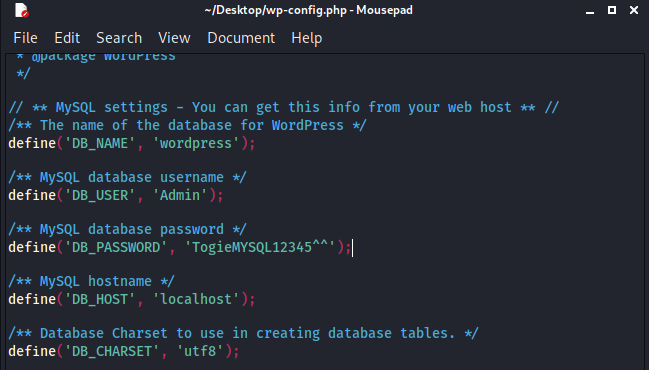 ~/Desktop/wp-config.php - Mousepad
File Edit Search View Document Help
* @package WordPress
*/
// ** MySQL settings - You can get this info from your web host ** //
/** The name of the database for WordPress */
define('DB_NAME', 'wordpress');
/** MySQL database username */
define('DB_USER', 'Admin');
/** MySQL database password */
define('DB_PASSWORD', 'TogieMYSQL12345^^');
/** MySQL hostname */
define('DB_HOST', 'localhost');
/** Database Charset to use in creating database tables. */
define('DB_CHARSET', 'utf8');